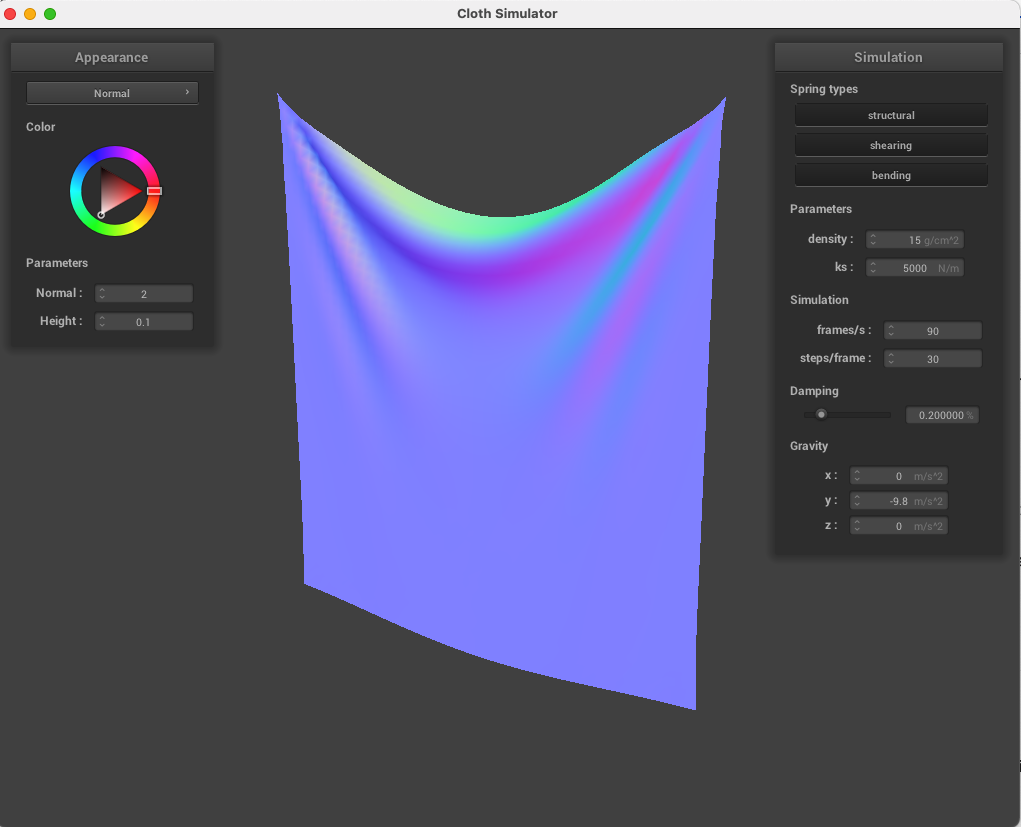 Cloth Simulator
Appearance
Normal
Color
Parameters
Normal : 2
Height : 0.1
Simulation
Spring types
structural
shearing
bending
Parameters
density : 15 g/cm^2
ks : 5000 N/m
Simulation
frames/s : 90
steps/frame : 30
Damping
0.200000 %
Gravity
x : 0 m/s^2
y : -9.8 m/s^2
z : 0 m/s^2